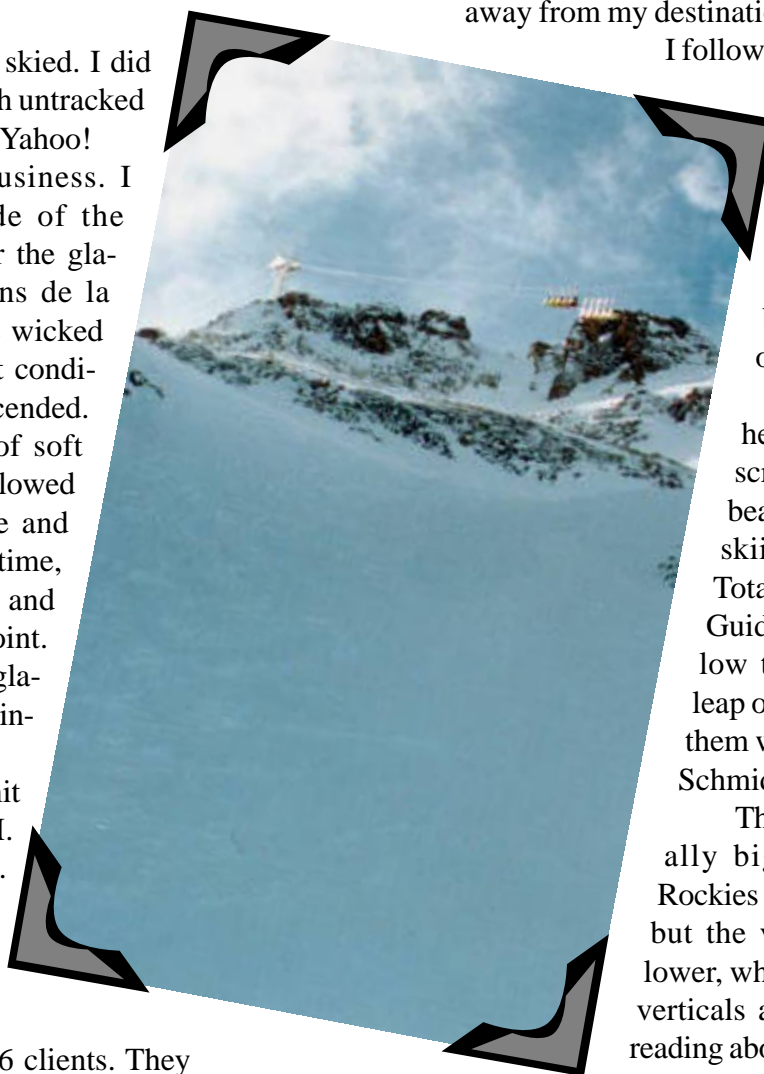 skied. I did
h untracked
Yahoo!
usiness. I
de of the
r the gla-
ns de la
wicked
t condi-
cended.
of soft
lowed
e and
time,
and
oint.
gla-
in-
nit
I.
.
6 clients. They
away from my destinati
I follow
he
scr
bea
skii
Tota
Guid
low t
leap o
them
Schmid
Th
ally big
Rockies
but the
lower, wh
verticals a
reading abo